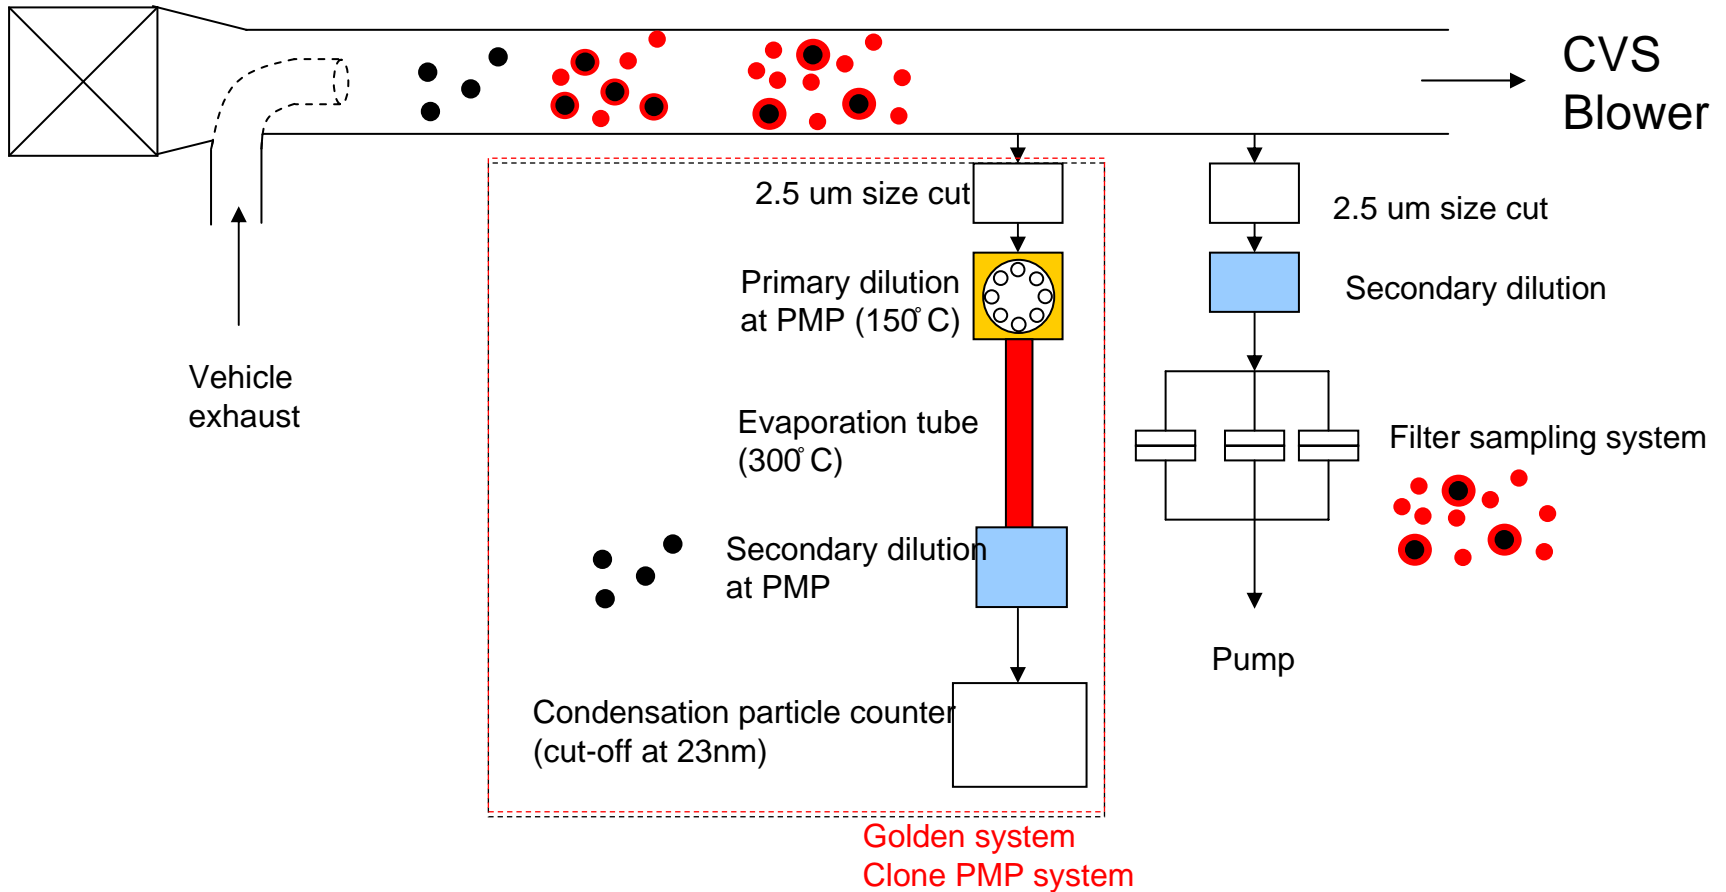 CVS
Blower
2.5 um size cut
2.5 um size cut
Primary dilution
at PMP (150°C)
Secondary dilution
Vehicle
exhaust
Evaporation tube
(300°C)
Filter sampling system
Secondary dilution
at PMP
Pump
Condensation particle counter
(cut-off at 23nm)
Golden system
Clone PMP system